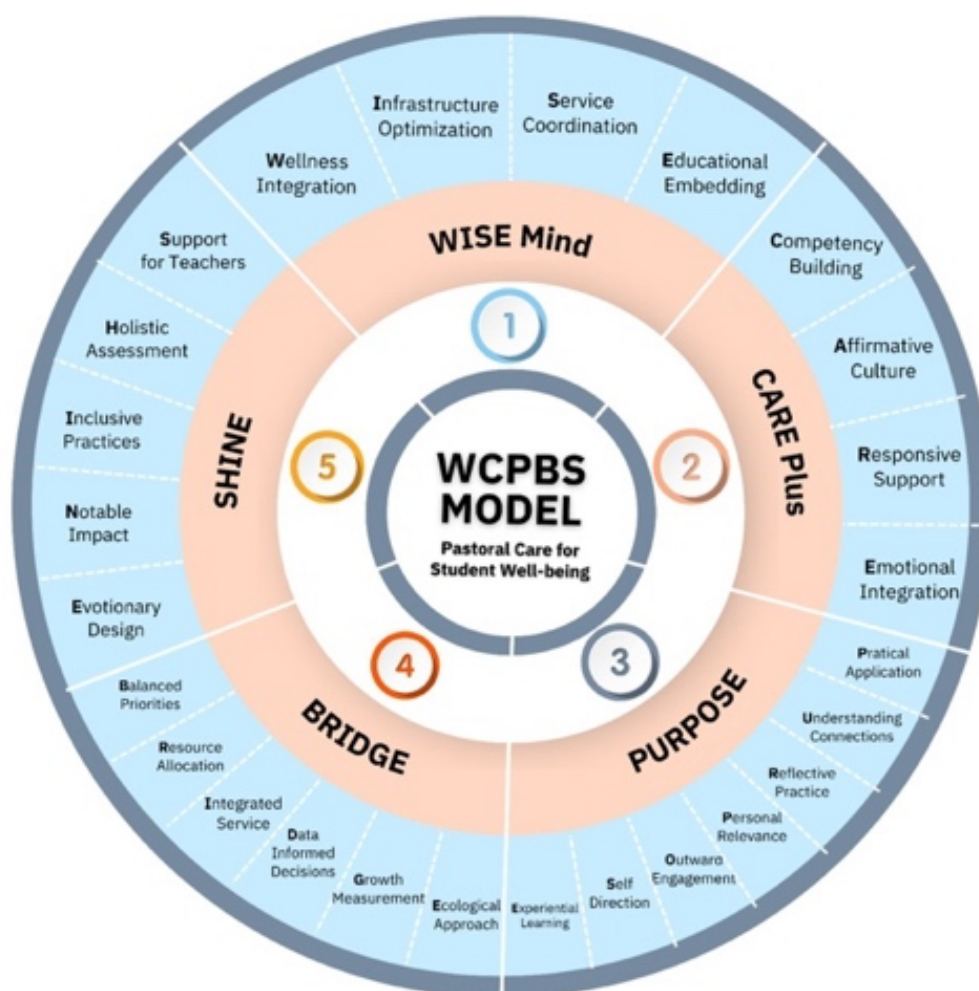 WCPBS
MODEL
Pastoral Care for
Student Well-being
1
WISE Mind
Wellness
Integration
Infrastructure
Optimization
Service
Coordination
Educational
Embedding
2
CARE Plus
Competency
Building
Affirmative
Culture
Responsive
Support
Emotional
Integration
3
PURPOSE
Pratical
Application
Understanding
Connections
Reflective
Practice
Personal
Relevance
Outward
Engagement
Self
Direction
Experiential
Learning
4
BRIDGE
Balanced
Priorities
Resource
Allocation
Integrated
Service
Data
Informed
Decisions
Growth
Measurement
Ecological
Approach
5
SHINE
Support
for Teachers
Holistic
Assessment
Inclusive
Practices
Notable
Impact
Evotionary
Design